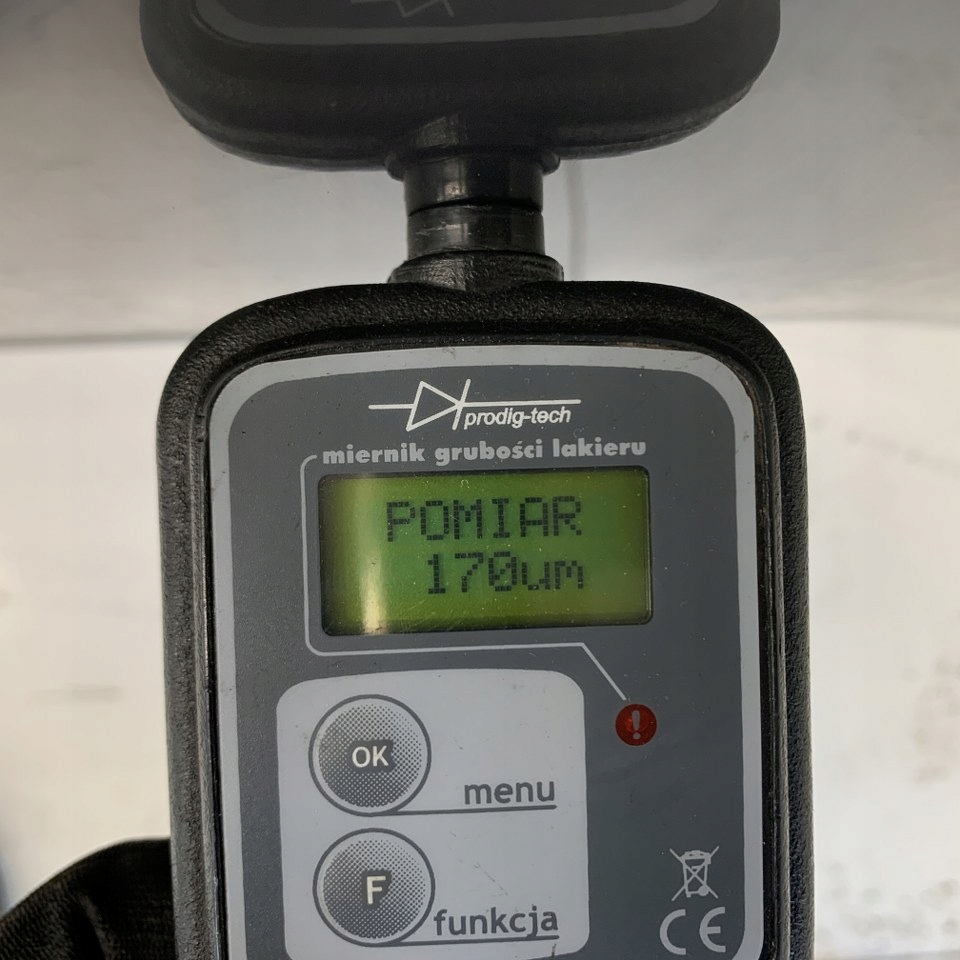 prodig-tech
miernik grubości lakieru
POMIAR
170um
!
OK
menu
F
funkcja
CE